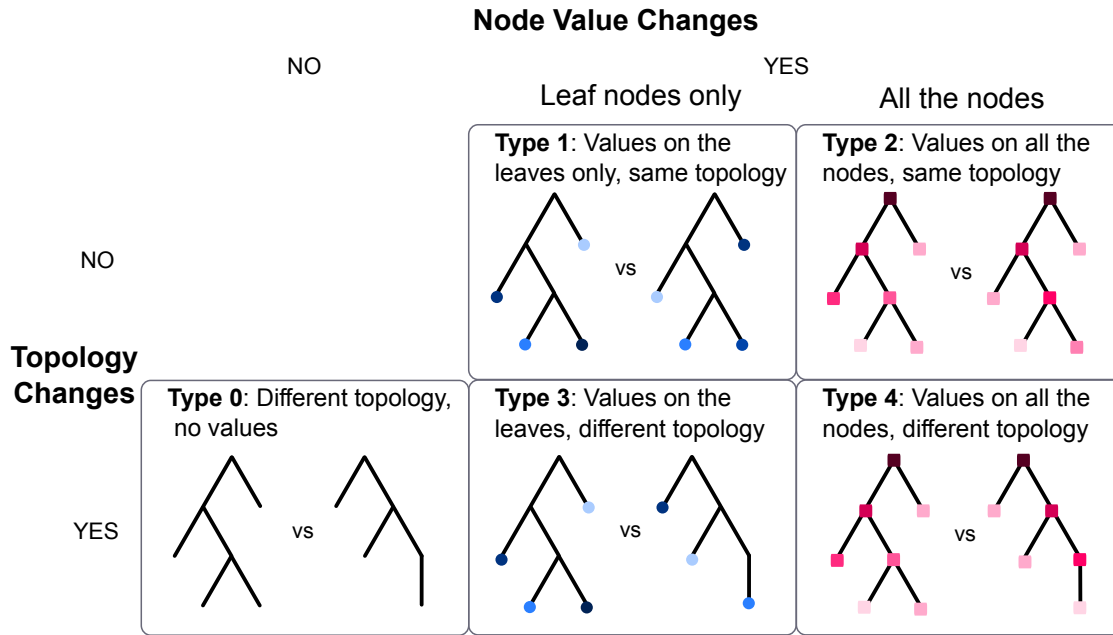 Node Value Changes
NO
YES
Leaf nodes only
All the nodes
Type 1: Values on the
leaves only, same topology
vs
Type 2: Values on all the
nodes, same topology
vs
NO
Topology
Changes
Type 0: Different topology,
no values
vs
Type 3: Values on the
leaves, different topology
vs
Type 4: Values on all the
nodes, different topology
vs
YES